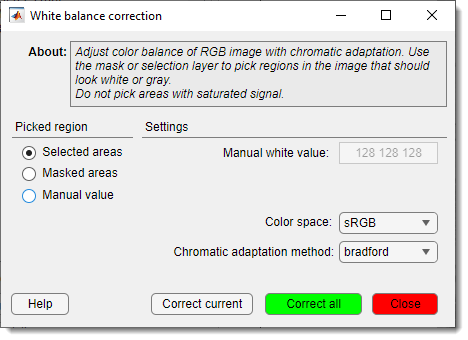 White balance correction
About: Adjust color balance of RGB image with chromatic adaptation. Use
the mask or selection layer to pick regions in the image that should
look white or gray.
Do not pick areas with saturated signal.
Picked region
Settings
Selected areas
Manual white value: 128 128 128
Masked areas
Manual value
Color space: sRGB
Chromatic adaptation method: bradford
Help
Correct current
Correct all
Close